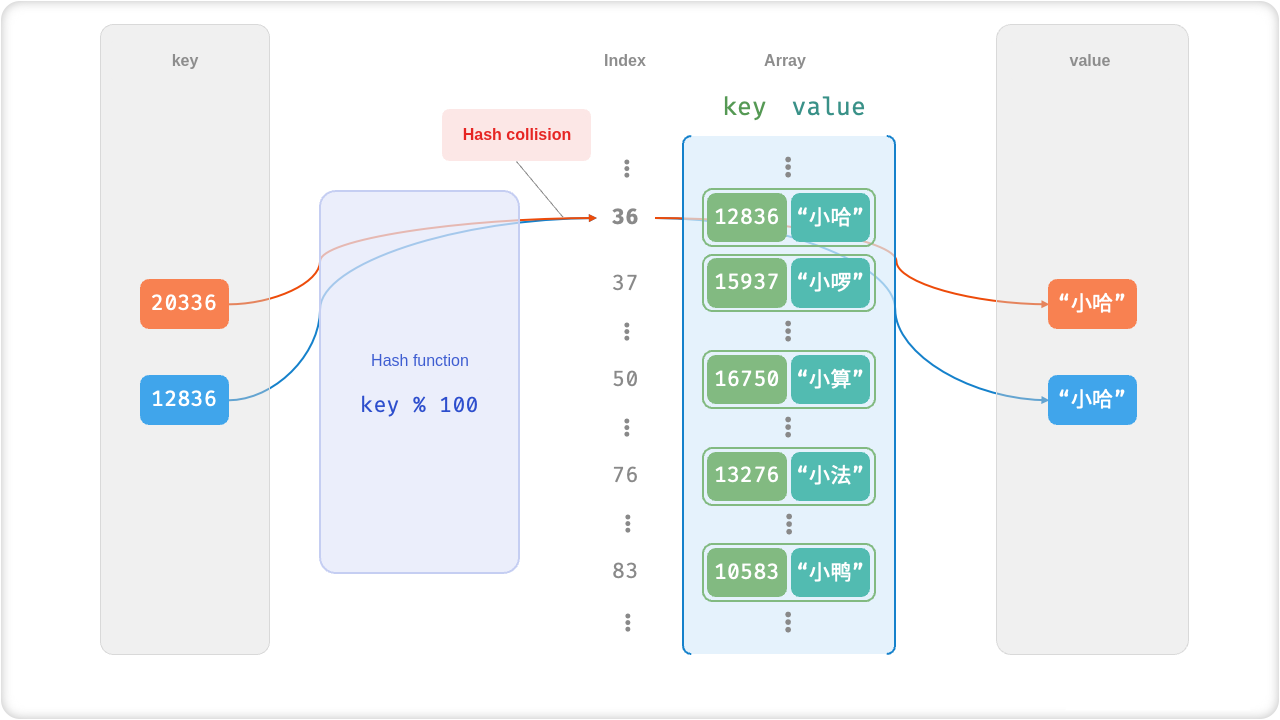 key
Index
Array
value
key value
Hash collision
36
12836 “小哈”
20336
37
15937 “小啰”
“小哈”
Hash function
key % 100
12836
50
16750 “小算”
“小哈”
76
13276 “小法”
83
10583 “小鸭”